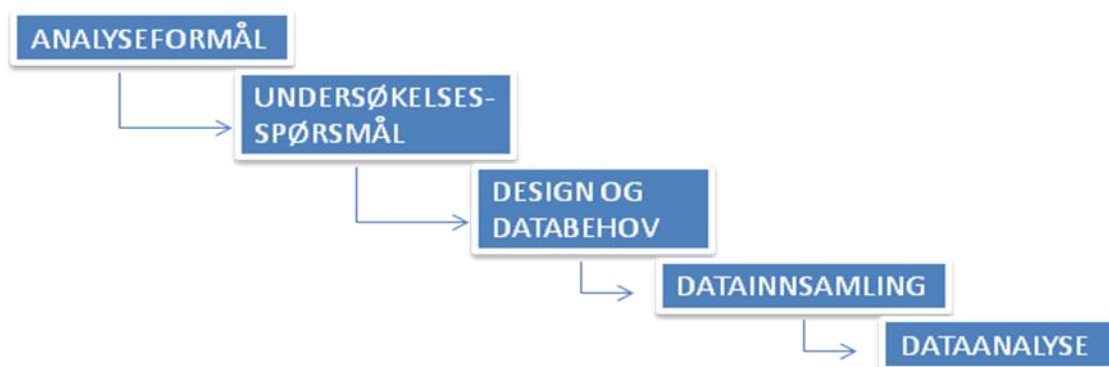 ANALYSEFORMÅL
UNDERSØKELSES-
SPØRSMÅL
DESIGN OG
DATABEHOV
DATAINNSAMLING
DATAANALYSE